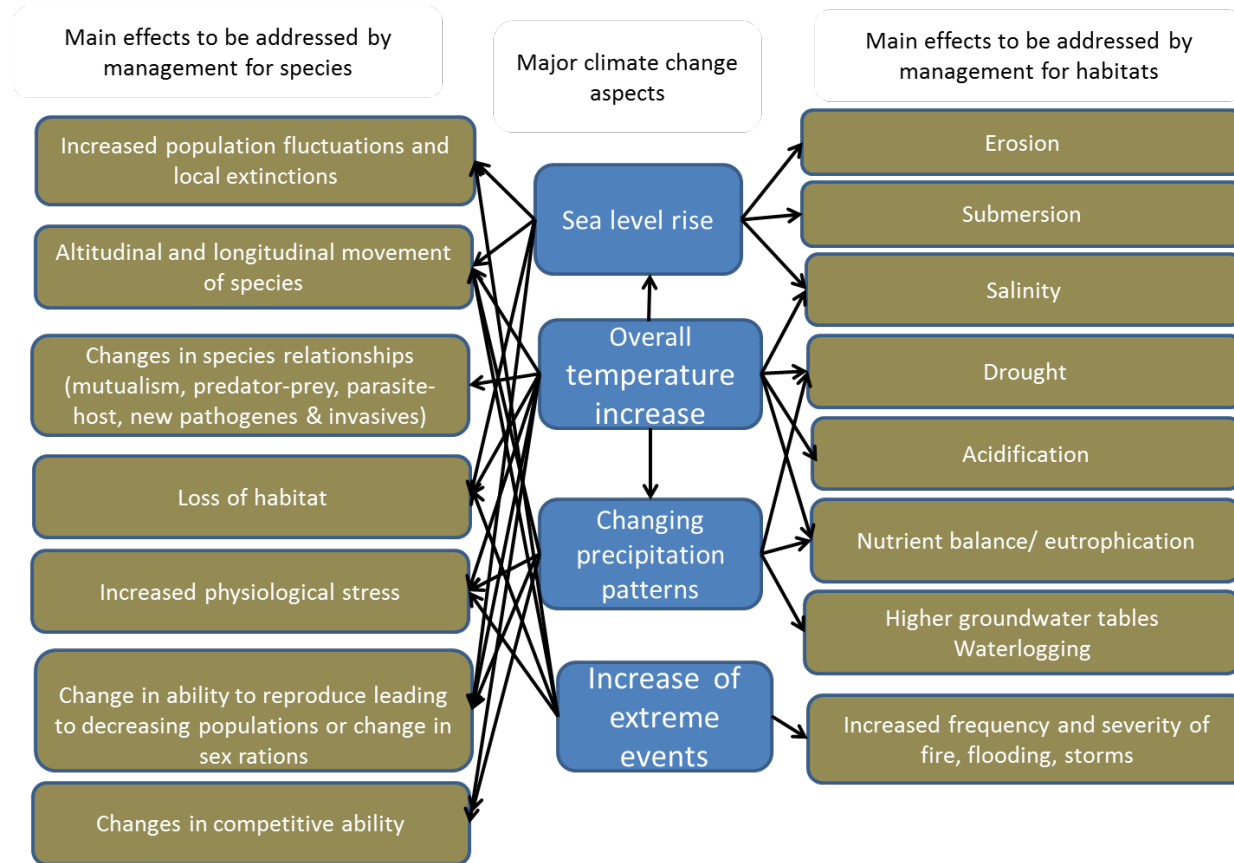 Main effects to be addressed by
management for species
Major climate change
aspects
Main effects to be addressed by
management for habitats
Increased population fluctuations and
local extinctions
Altitudinal and longitudinal movement
of species
Changes in species relationships
(mutualism, predator-prey, parasite-
host, new pathogenes & invasives)
Loss of habitat
Increased physiological stress
Change in ability to reproduce leading
to decreasing populations or change in
sex rations
Changes in competitive ability
Sea level rise
Overall
temperature
increase
Changing
precipitation
patterns
Increase of
extreme
events
Erosion
Submersion
Salinity
Drought
Acidification
Nutrient balance/ eutrophication
Higher groundwater tables
Waterlogging
Increased frequency and severity of
fire, flooding, storms